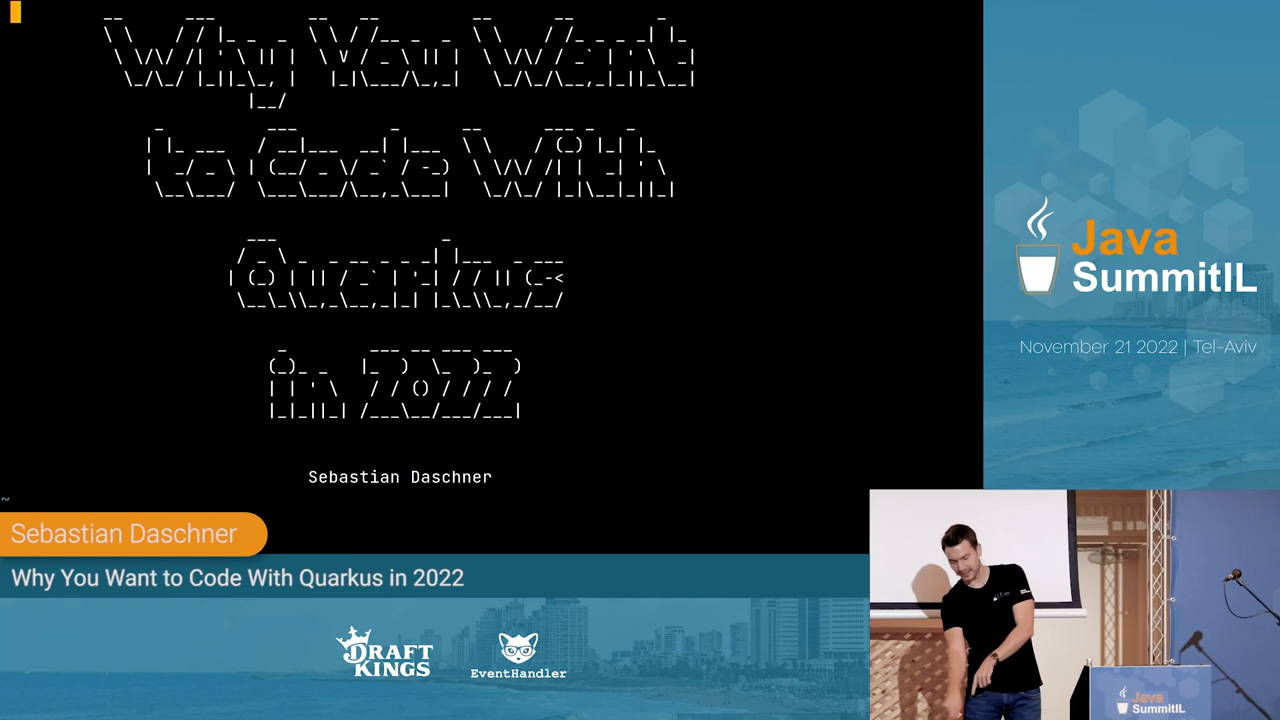 Why You Want
to Code With
Quarkus
in 2022
Sebastian Daschner
~
Sebastian Daschner
Why You Want to Code With Quarkus in 2022
DRAFT
KINGS
EventHandler
Java
SummitIL
November 21 2022 | Tel-Aviv
Java
SummitIL